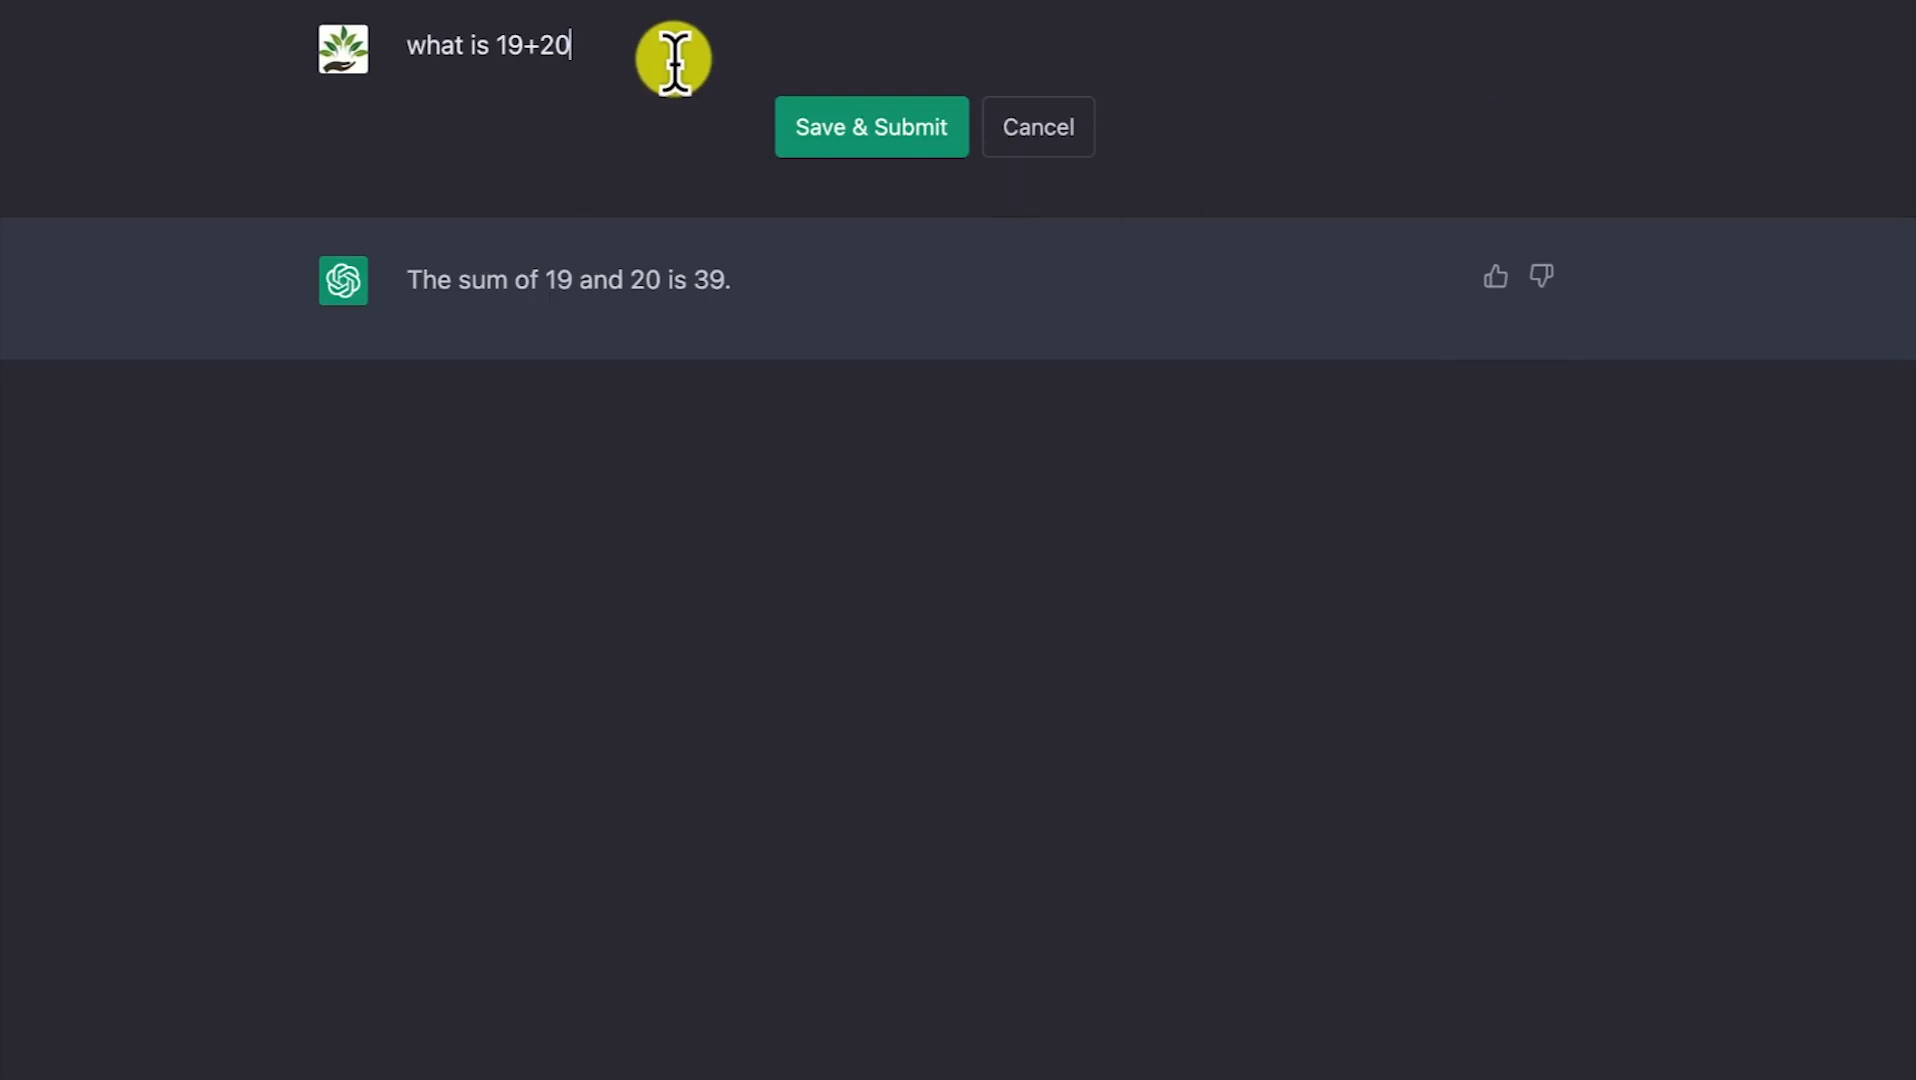 what is 19+20
Save & Submit
Cancel
The sum of 19 and 20 is 39.